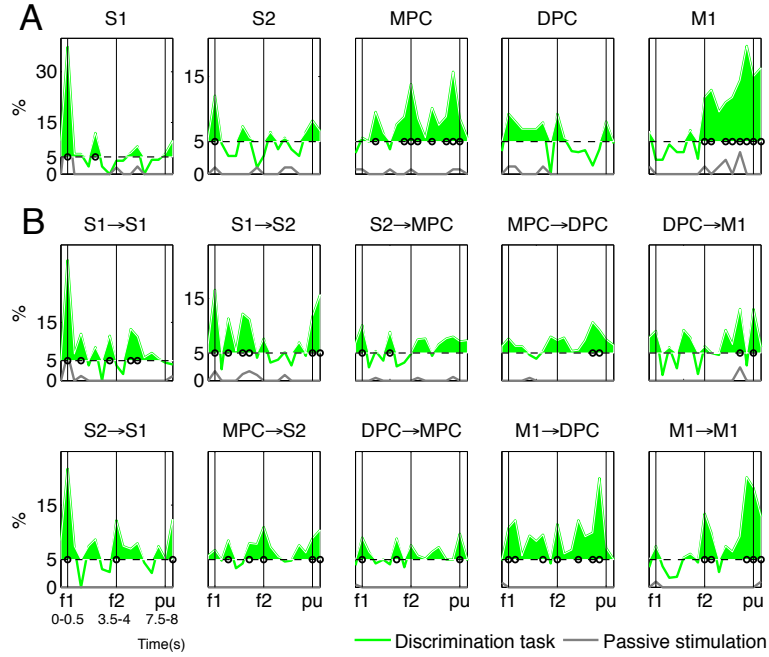 A
S1 S2 MPC DPC M1
%
30
15
5
0
15
5
0
B
S1→S1 S1→S2 S2→MPC MPC→DPC DPC→M1
%
15
5
0
15
5
0
S2→S1 MPC→S2 DPC→MPC M1→DPC M1→M1
%
15
5
0
f1 f2 pu f1 f2 pu f1 f2 pu f1 f2 pu f1 f2 pu
0-0.5 3.5-4 7.5-8
Time(s)
Discrimination task Passive stimulation